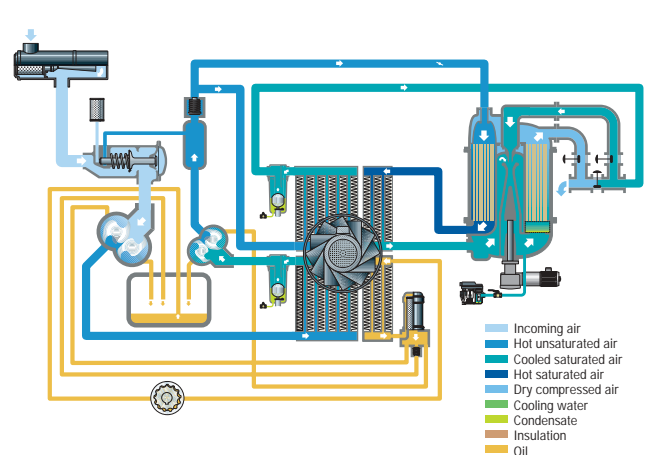 Incoming air
Hot unsaturated air
Cooled saturated air
Hot saturated air
Dry compressed air
Cooling water
Condensate
Insulation
Oil